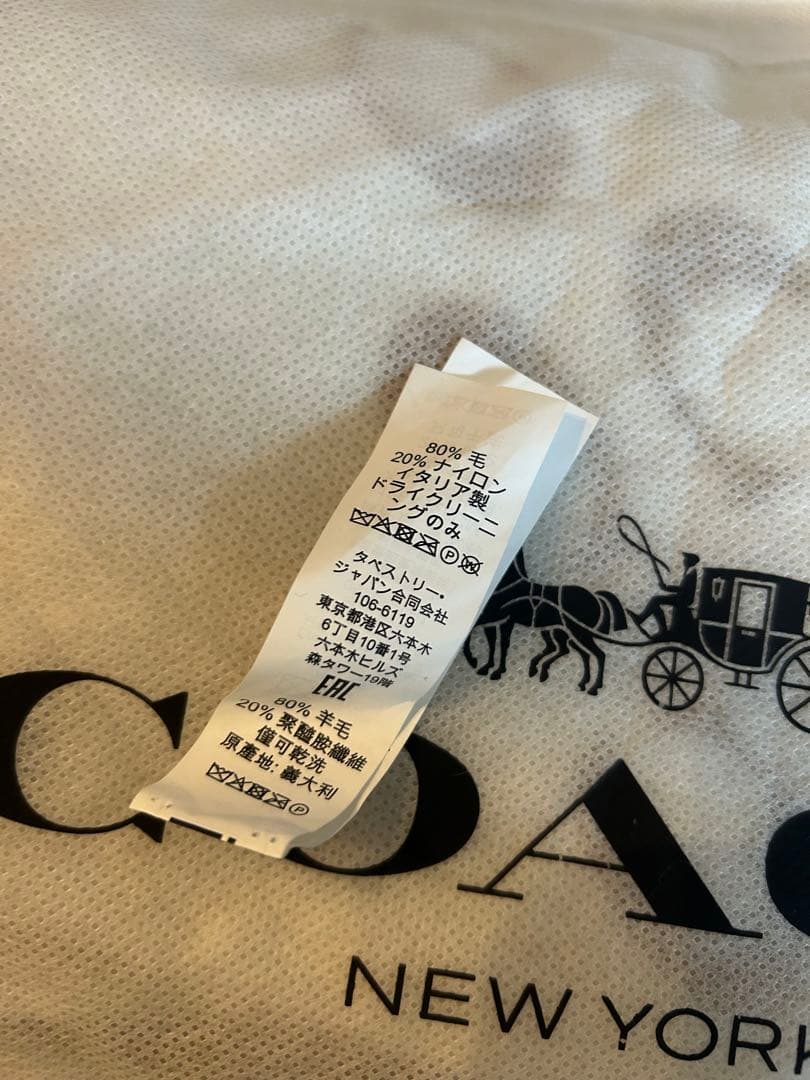 80% 毛
20% ナイロン
イタリア製
ドライクリーニ
ングのみ
P W
タペストリー・
ジャパン合同会社
106-6119
東京都港区六本木
6丁目10番1号
六本木ヒルズ
森タワー19階
EAC
80% 羊毛
20% 聚醯胺纖維
僅可乾洗
原產地: 義大利
P
COAC
NEW YORK